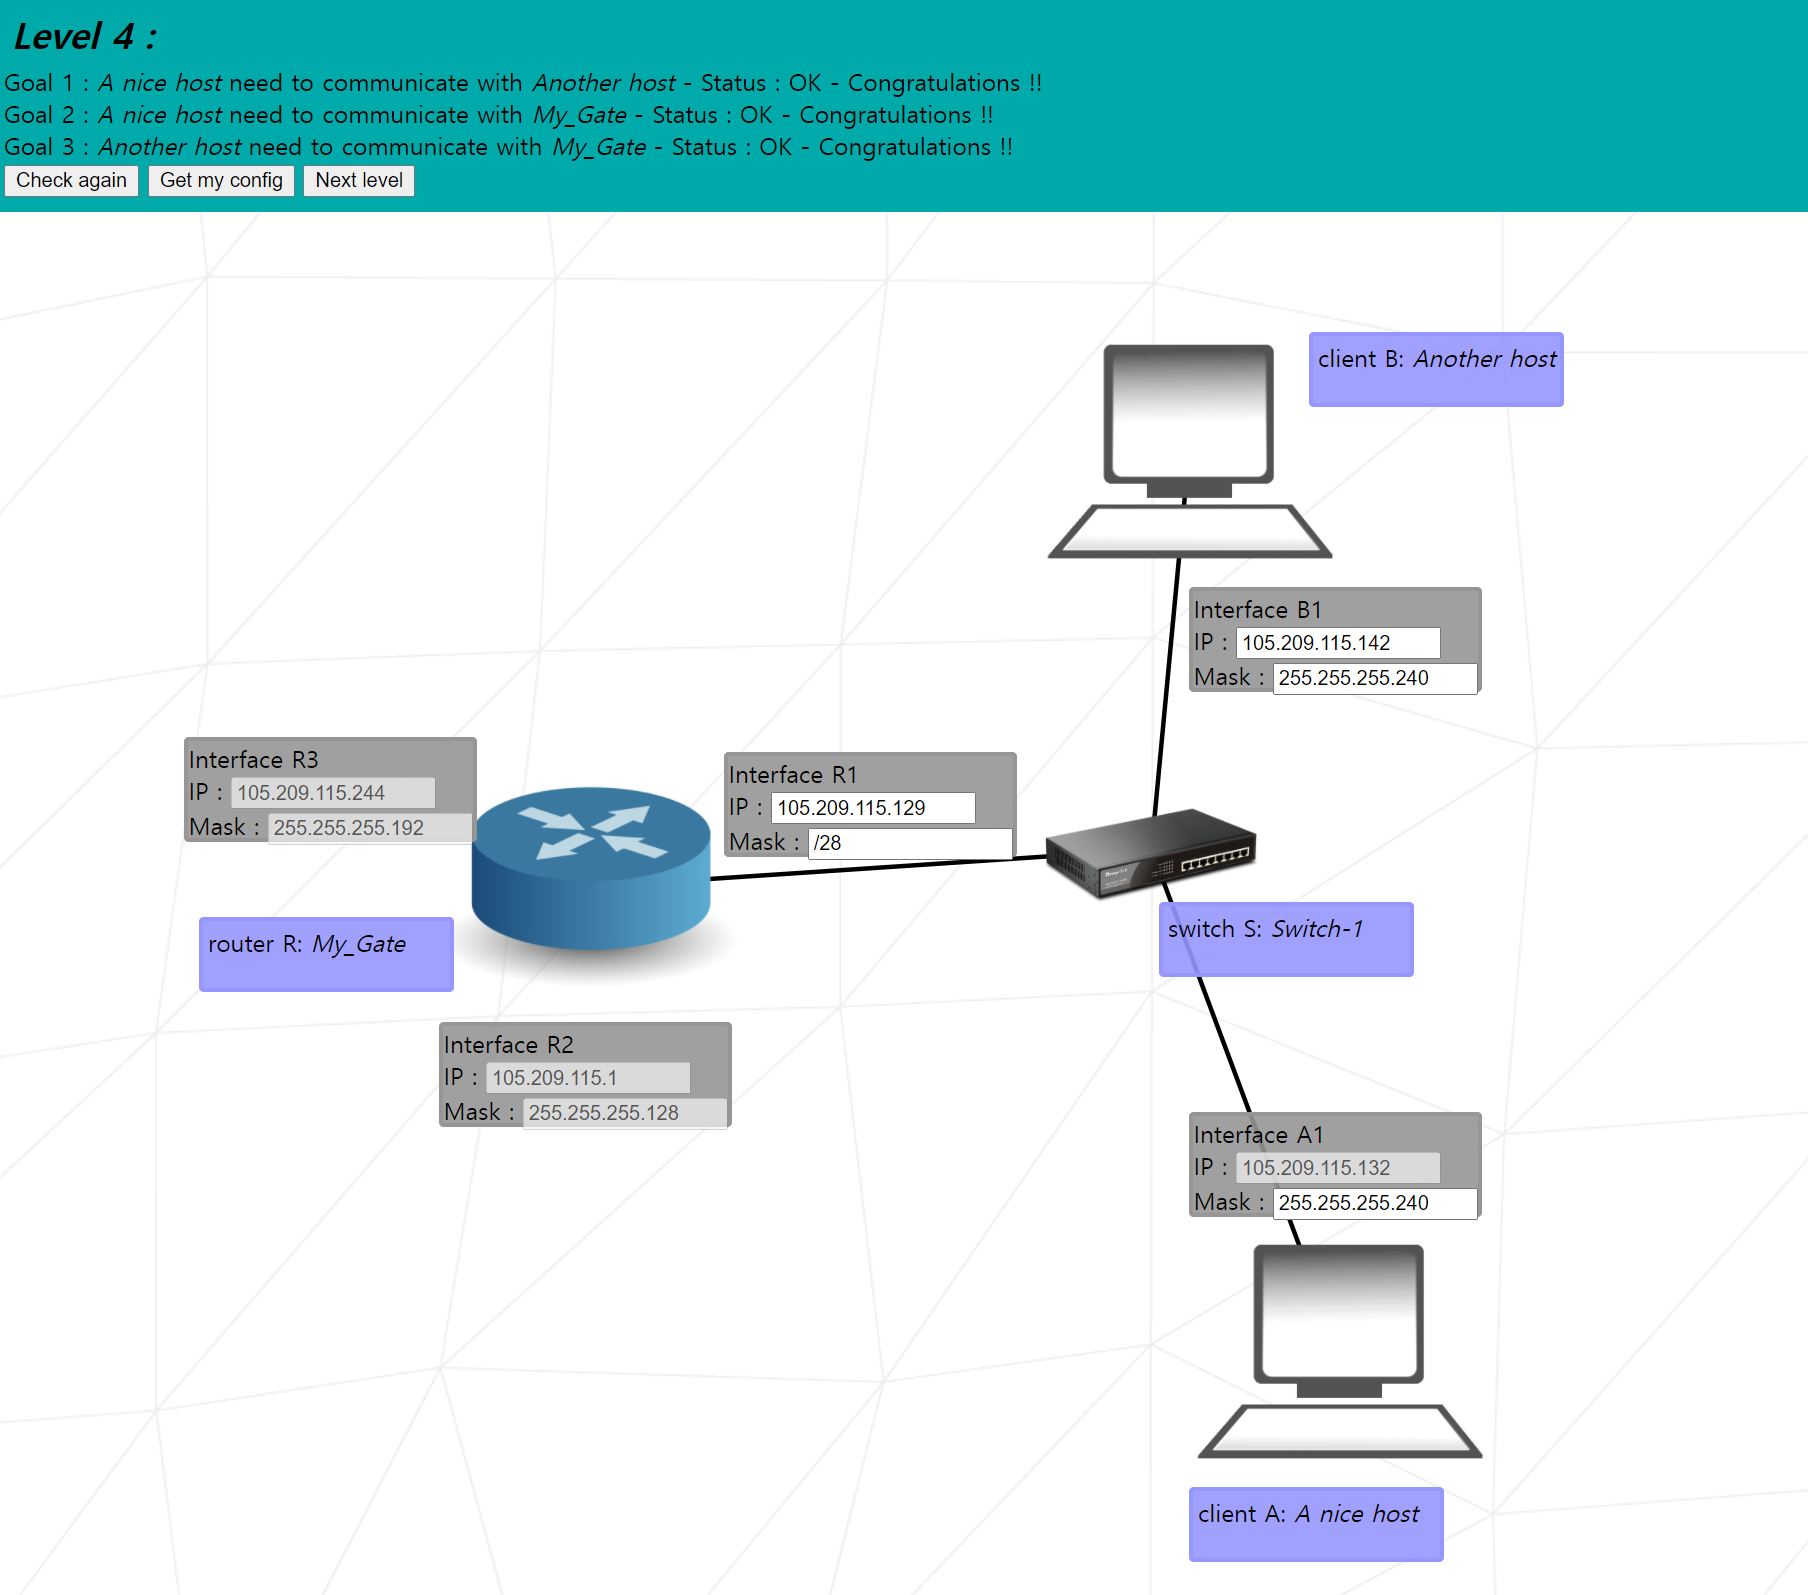 Level 4 :
Goal 1 : A nice host need to communicate with Another host - Status : OK - Congratulations !!
Goal 2 : A nice host need to communicate with My_Gate - Status : OK - Congratulations !!
Goal 3 : Another host need to communicate with My_Gate - Status : OK - Congratulations !!
Check again Get my config Next level
client B: Another host
Interface B1
IP : 105.209.115.142
Mask : 255.255.255.240
Interface R3
IP : 105.209.115.244
Mask : 255.255.255.192
Interface R1
IP : 105.209.115.129
Mask : /28
router R: My_Gate
switch S: Switch-1
Interface R2
IP : 105.209.115.1
Mask : 255.255.255.128
Interface A1
IP : 105.209.115.132
Mask : 255.255.255.240
client A: A nice host